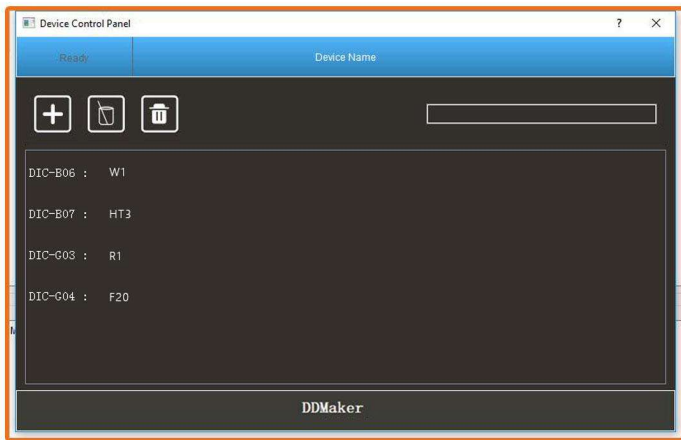 Device Control Panel ? ×
Ready Device Name
DIC-B06 : W1
DIC-B07 : HT3
DIC-G03 : R1
DIC-G04 : F20
DDMaker